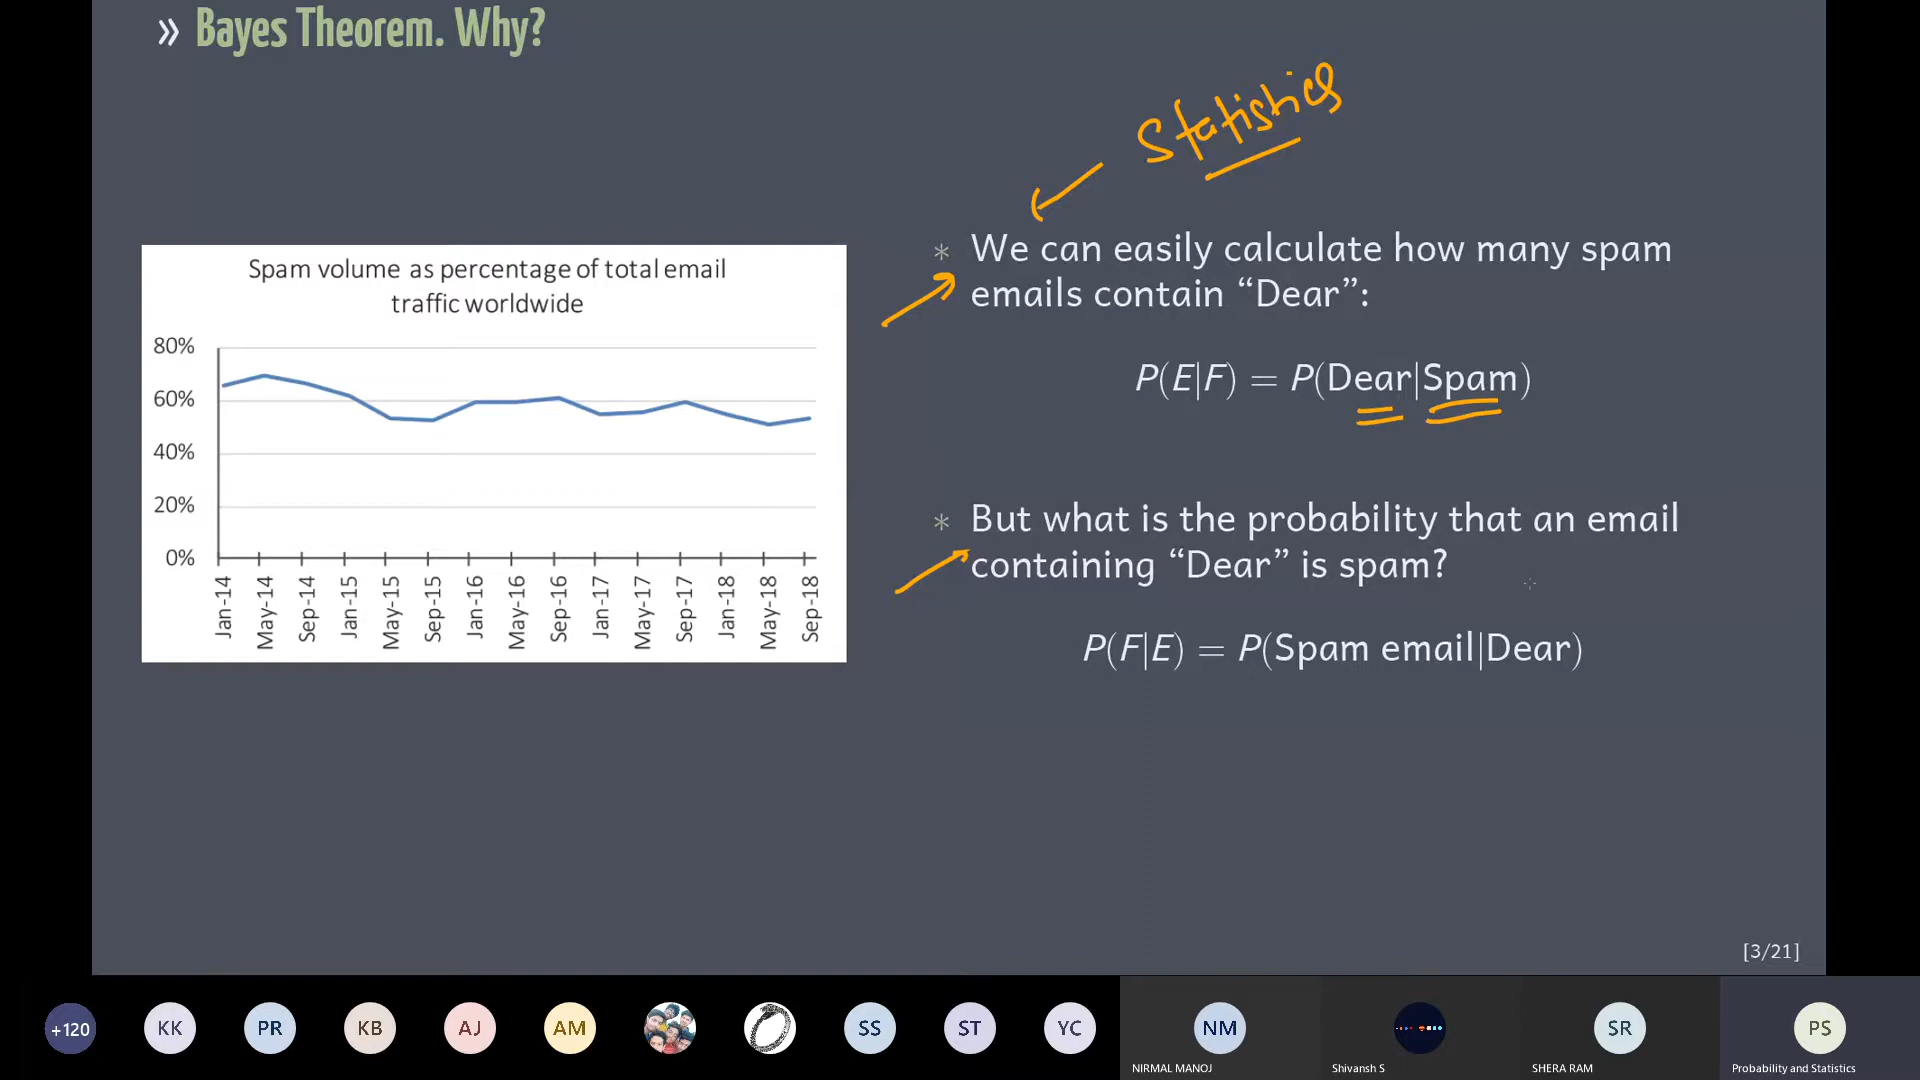 » Bayes Theorem. Why?
Statistics
Spam volume as percentage of total email
traffic worldwide
80%
60%
40%
20%
0%
Jan-14
May-14
Sep-14
Jan-15
May-15
Sep-15
Jan-16
May-16
Sep-16
Jan-17
May-17
Sep-17
Jan-18
May-18
Sep-18
* We can easily calculate how many spam
emails contain “Dear”:
P(E|F) = P(Dear|Spam)
* But what is the probability that an email
containing “Dear” is spam?
P(F|E) = P(Spam email|Dear)
[3/21]
+120
KK
PR
KB
AJ
AM
SS
ST
YC
NM
SR
PS
NIRMAL MANOJ
Shivansh S
SHERA RAM
Probability and Statistics